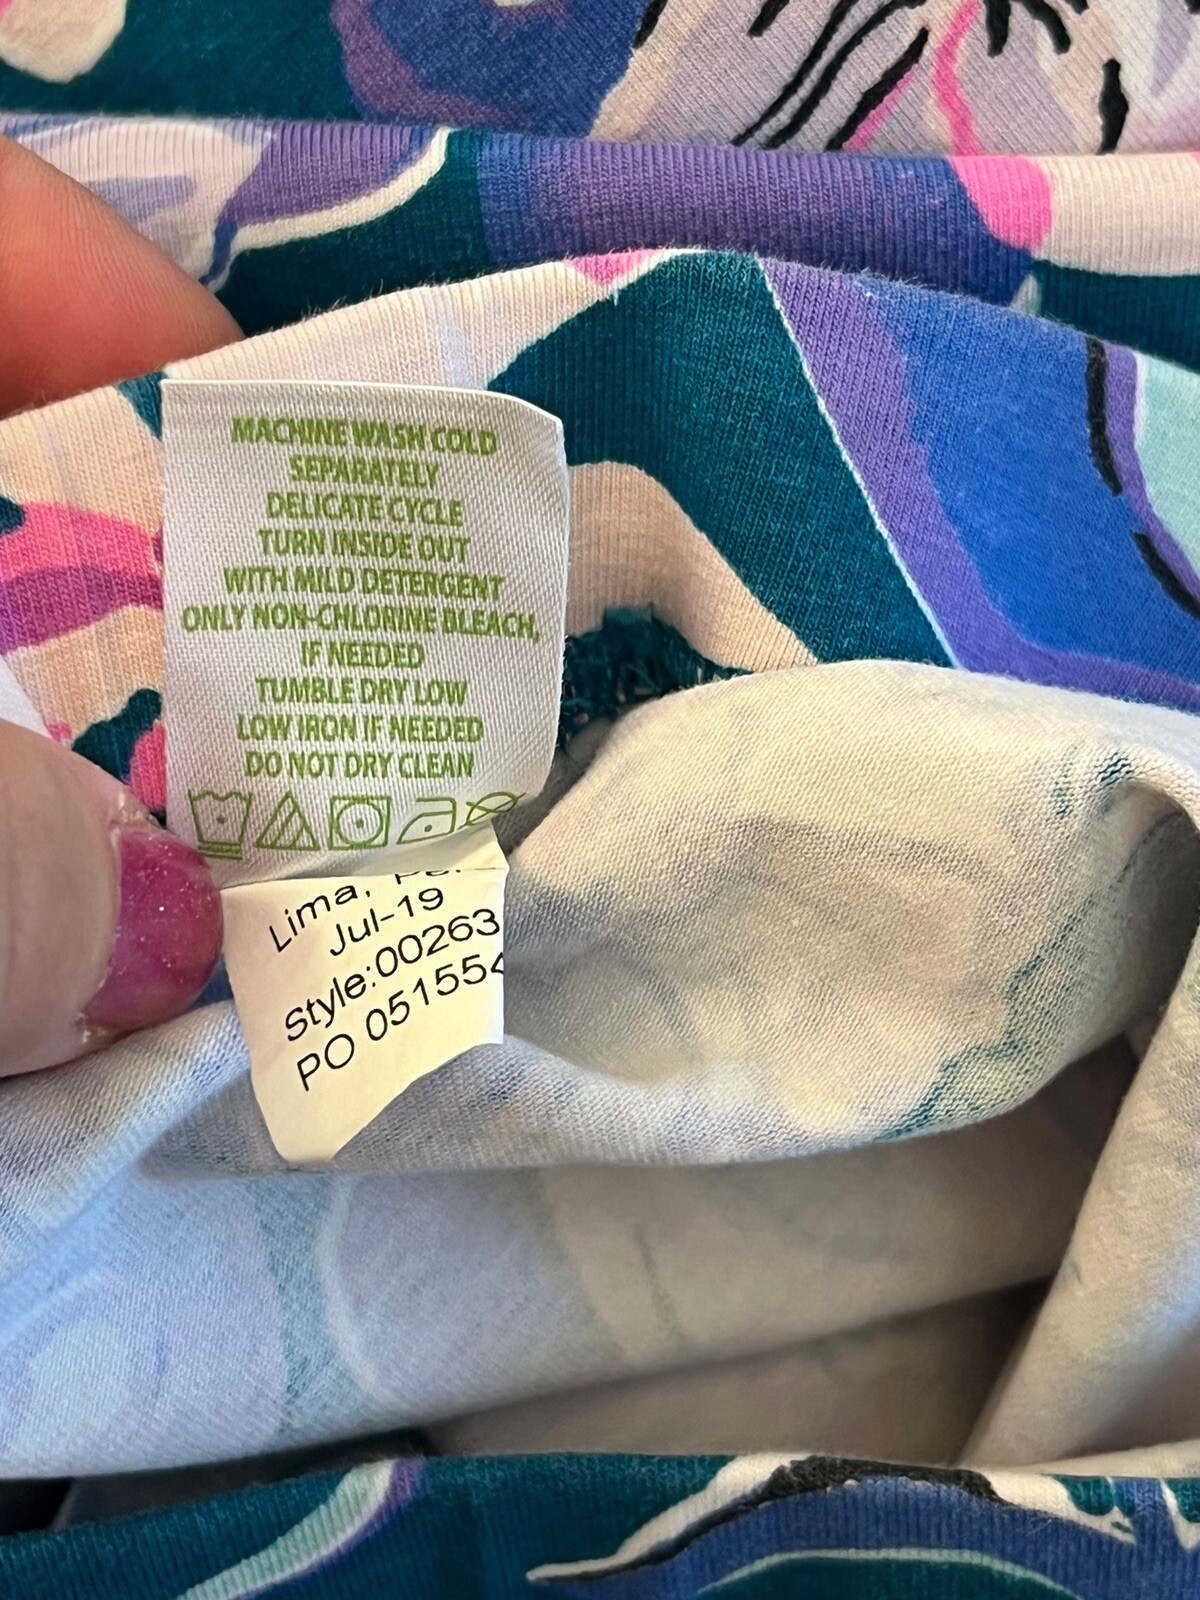 MACHINE WASH COLD
SEPARATELY
DELICATE CYCLE
TURN INSIDE OUT
WITH MILD DETERGENT
ONLY NON-CHLORINE BLEACH,
IF NEEDED
TUMBLE DRY LOW
LOW IRON IF NEEDED
DO NOT DRY CLEAN
Lima,
Jul-19
Style:00263
PO 05155